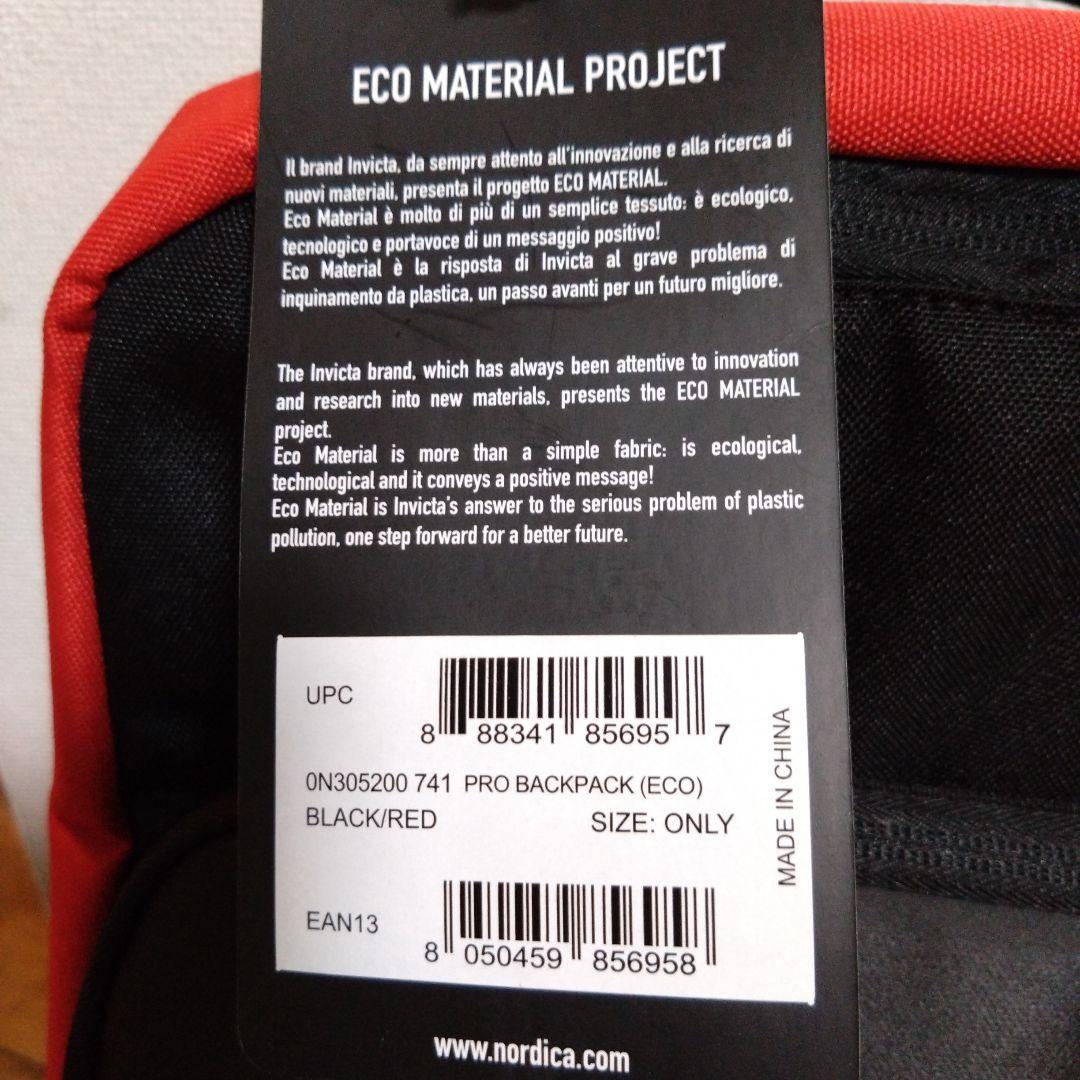 ECO MATERIAL PROJECT
Il brand Invicta, da sempre attento all'innovazione e alla ricerca di
nuovi materiali, presenta il progetto ECO MATERIAL.
Eco Material è molto di più di un semplice tessuto: è ecologico,
tecnologico e portavoce di un messaggio positivo!
Eco Material è la risposta di Invicta al grave problema di
inquinamento da plastica, un passo avanti per un futuro migliore.
The Invicta brand, which has always been attentive to innovation
and research into new materials, presents the ECO MATERIAL
project.
Eco Material is more than a simple fabric: is ecological,
technological and it conveys a positive message!
Eco Material is Invicta's answer to the serious problem of plastic
pollution, one step forward for a better future.
UPC
8 88341 85695 7
0N305200 741 PRO BACKPACK (ECO)
BLACK/RED SIZE: ONLY
MADE IN CHINA
EAN13
8 050459 856958
www.nordica.com